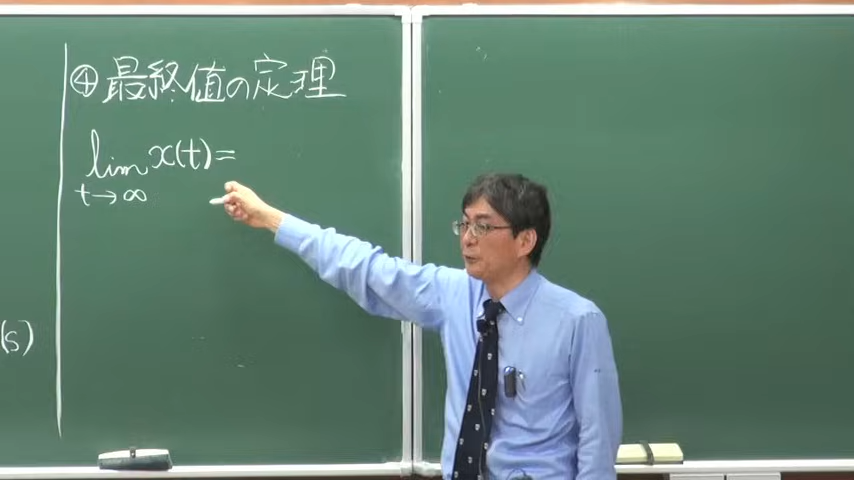 ④最終値の定理
lim x(t)=
t→∞
(s)